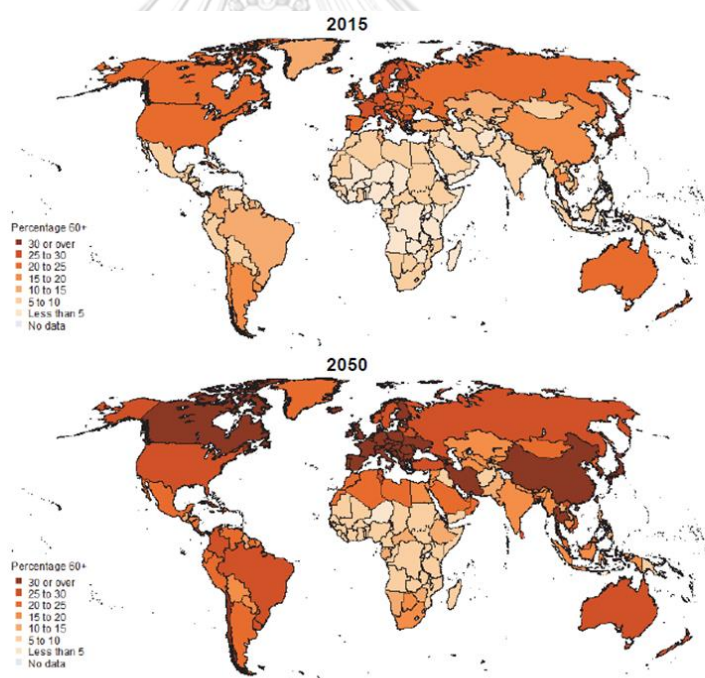 2015
Percentage 60+
30 or over
25 to 30
20 to 25
15 to 20
10 to 15
5 to 10
Less than 5
No data
2050
Percentage 60+
30 or over
25 to 30
20 to 25
15 to 20
10 to 15
5 to 10
Less than 5
No data